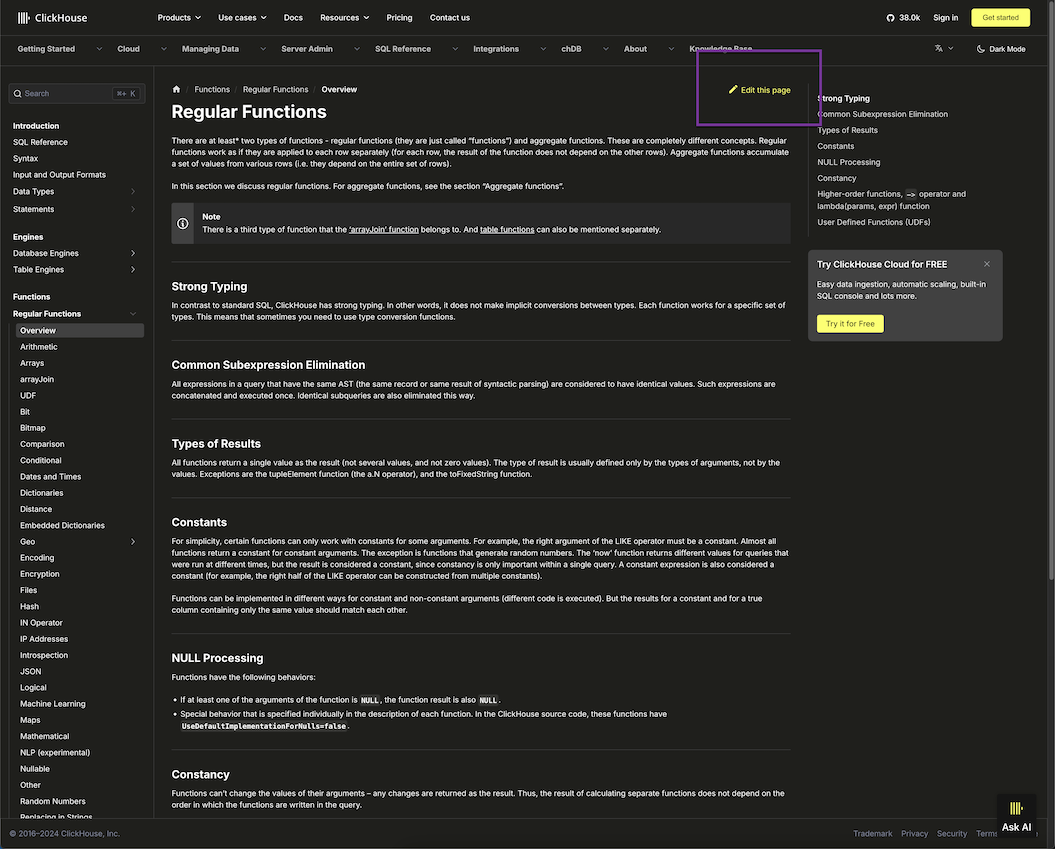 ClickHouse
Products Use cases Docs Resources Pricing Contact us 38.0k Sign in Get started
Getting Started Cloud Managing Data Server Admin SQL Reference Integrations chDB About Knowledge Base Dark Mode
Search ⌘+ K
Introduction
SQL Reference
Syntax
Input and Output Formats
Data Types
Statements
Engines
Database Engines
Table Engines
Functions
Regular Functions
Overview
Arithmetic
Arrays
arrayJoin
UDF
Bit
Bitmap
Comparison
Conditional
Dates and Times
Dictionaries
Distance
Embedded Dictionaries
Geo
Encoding
Encryption
Files
Hash
IN Operator
IP Addresses
Introspection
JSON
Logical
Machine Learning
Maps
Mathematical
NLP (experimental)
Nullable
Other
Random Numbers
Replacing in Strings
/ Functions / Regular Functions / Overview
Edit this page
Regular Functions
There are at least* two types of functions - regular functions (they are just called “functions”) and aggregate functions. These are completely different concepts. Regular
functions work as if they are applied to each row separately (for each row, the result of the function does not depend on the other rows). Aggregate functions accumulate
a set of values from various rows (i.e. they depend on the entire set of rows).
In this section we discuss regular functions. For aggregate functions, see the section “Aggregate functions”.
Note
There is a third type of function that the ‘arrayJoin’ function belongs to. And table functions can also be mentioned separately.
Strong Typing
In contrast to standard SQL, ClickHouse has strong typing. In other words, it does not make implicit conversions between types. Each function works for a specific set of
types. This means that sometimes you need to use type conversion functions.
Common Subexpression Elimination
All expressions in a query that have the same AST (the same record or same result of syntactic parsing) are considered to have identical values. Such expressions are
concatenated and executed once. Identical subqueries are also eliminated this way.
Types of Results
All functions return a single value as the result (not several values, and not zero values). The type of result is usually defined only by the types of arguments, not by the
values. Exceptions are the tupleElement function (the a.N operator), and the toFixedString function.
Constants
For simplicity, certain functions can only work with constants for some arguments. For example, the right argument of the LIKE operator must be a constant. Almost all
functions return a constant for constant arguments. The exception is functions that generate random numbers. The ‘now’ function returns different values for queries that
were run at different times, but the result is considered a constant, since constancy is only important within a single query. A constant expression is also considered a
constant (for example, the right half of the LIKE operator can be constructed from multiple constants).
Functions can be implemented in different ways for constant and non-constant arguments (different code is executed). But the results for a constant and for a true
column containing only the same value should match each other.
NULL Processing
Functions have the following behaviors:
• If at least one of the arguments of the function is NULL, the function result is also NULL.
• Special behavior that is specified individually in the description of each function. In the ClickHouse source code, these functions have
UseDefaultImplementationForNulls=false.
Constancy
Functions can’t change the values of their arguments – any changes are returned as the result. Thus, the result of calculating separate functions does not depend on the
order in which the functions are written in the query.
Strong Typing
Common Subexpression Elimination
Types of Results
Constants
NULL Processing
Constancy
Higher-order functions, -> operator and
lambda(params, expr) function
User Defined Functions (UDFs)
Try ClickHouse Cloud for FREE
Easy data ingestion, automatic scaling, built-in
SQL console and lots more.
Try it for Free
Ask AI
© 2016–2024 ClickHouse, Inc. Trademark Privacy Security Terms